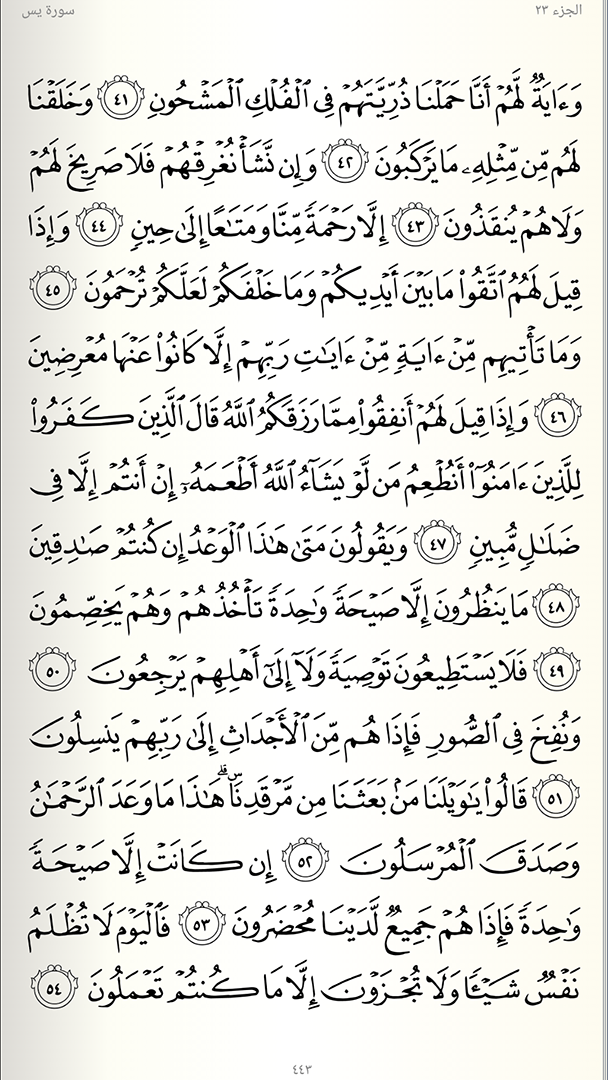 الجزء ٢٣
سورة يس
وَءَايَةٌ لَّهُمْ أَنَّا حَمَلْنَا ذُرِّيَّتَهُمْ فِي ٱلْفُلْكِ ٱلْمَشْحُونِ ٤١ وَخَلَقْنَا
لَهُم مِّن مِّثْلِهِۦ مَا يَرْكَبُونَ ٤٢ وَإِن نَّشَأْ نُغْرِقْهُمْ فَلَا صَرِيخَ لَهُمْ
وَلَا هُمْ يُنقَذُونَ ٤٣ إِلَّا رَحْمَةً مِّنَّا وَمَتَٰعًا إِلَىٰ حِينٍ ٤٤ وَإِذَا
قِيلَ لَهُمُ ٱتَّقُوا۟ مَا بَيْنَ أَيْدِيكُمْ وَمَا خَلْفَكُمْ لَعَلَّكُمْ تُرْحَمُونَ ٤٥
وَمَا تَأْتِيهِم مِّنْ ءَايَةٍ مِّنْ ءَايَٰتِ رَبِّهِمْ إِلَّا كَانُوا۟ عَنْهَا مُعْرِضِينَ
٤٦ وَإِذَا قِيلَ لَهُمْ أَنفِقُوا۟ مِمَّا رَزَقَكُمُ ٱللَّهُ قَالَ ٱلَّذِينَ كَفَرُوا۟
لِلَّذِينَ ءَامَنُوٓا۟ أَنُطْعِمُ مَن لَّوْ يَشَآءُ ٱللَّهُ أَطْعَمَهُۥٓ إِنْ أَنتُمْ إِلَّا فِي
ضَلَٰلٍ مُّبِينٍ ٤٧ وَيَقُولُونَ مَتَىٰ هَٰذَا ٱلْوَعْدُ إِن كُنتُمْ صَٰدِقِينَ
٤٨ مَا يَنظُرُونَ إِلَّا صَيْحَةً وَٰحِدَةً تَأْخُذُهُمْ وَهُمْ يَخِصِّمُونَ
٤٩ فَلَا يَسْتَطِيعُونَ تَوْصِيَةً وَلَآ إِلَىٰٓ أَهْلِهِمْ يَرْجِعُونَ ٥٠
وَنُفِخَ فِي ٱلصُّورِ فَإِذَا هُم مِّنَ ٱلْأَجْدَاثِ إِلَىٰ رَبِّهِمْ يَنسِلُونَ
٥١ قَالُوا۟ يَٰوَيْلَنَا مَنۢ بَعَثَنَا مِن مَّرْقَدِنَا ۜ ۗ هَٰذَا مَا وَعَدَ ٱلرَّحْمَٰنُ
وَصَدَقَ ٱلْمُرْسَلُونَ ٥٢ إِن كَانَتْ إِلَّا صَيْحَةً
وَٰحِدَةً فَإِذَا هُمْ جَمِيعٌ لَّدَيْنَا مُحْضَرُونَ ٥٣ فَٱلْيَوْمَ لَا تُظْلَمُ
نَفْسٌ شَيْـًٔا وَلَا تُجْزَوْنَ إِلَّا مَا كُنتُمْ تَعْمَلُونَ ٥٤
٤٤٣